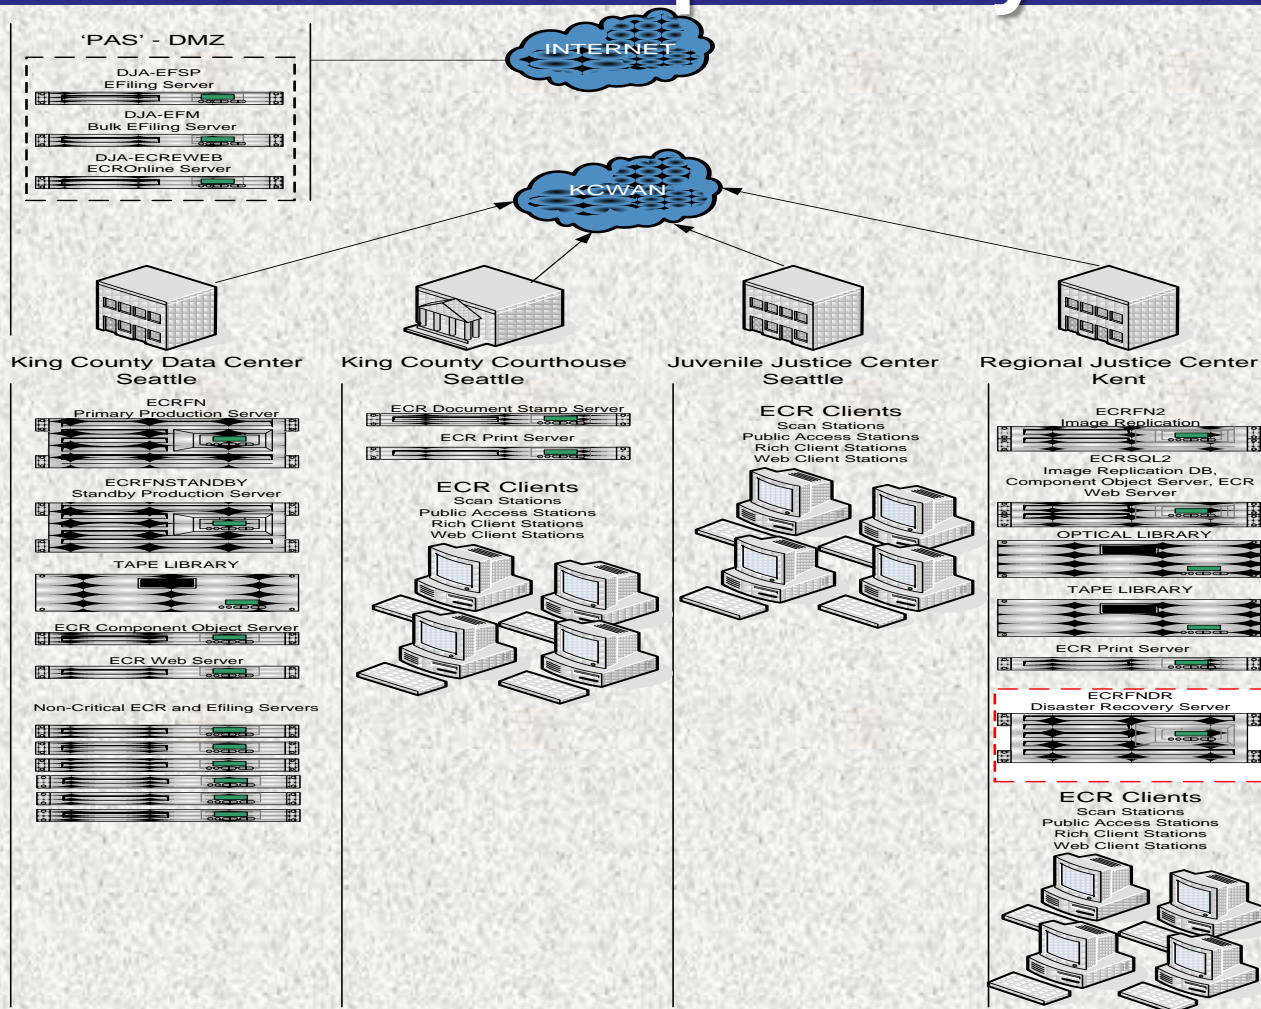 'PAS' - DMZ
DJA-EFSP
EFiling Server
DJA-EFM
Bulk EFiling Server
DJA-ECREWEB
ECROnline Server
INTERNET
KCWAN
King County Data Center
Seattle
ECRFN
Primary Production Server
ECRFNSTANDBY
Standby Production Server
TAPE LIBRARY
ECR Component Object Server
ECR Web Server
Non-Critical ECR and Efiling Servers
King County Courthouse
Seattle
ECR Document Stamp Server
ECR Print Server
ECR Clients
Scan Stations
Public Access Stations
Rich Client Stations
Web Client Stations
Juvenile Justice Center
Seattle
ECR Clients
Scan Stations
Public Access Stations
Rich Client Stations
Web Client Stations
Regional Justice Center
Kent
ECRFN2
Image Replication
ECRSQL2
Image Replication DB,
Component Object Server, ECR
Web Server
OPTICAL LIBRARY
TAPE LIBRARY
ECR Print Server
ECRFNDR
Disaster Recovery Server
ECR Clients
Scan Stations
Public Access Stations
Rich Client Stations
Web Client Stations